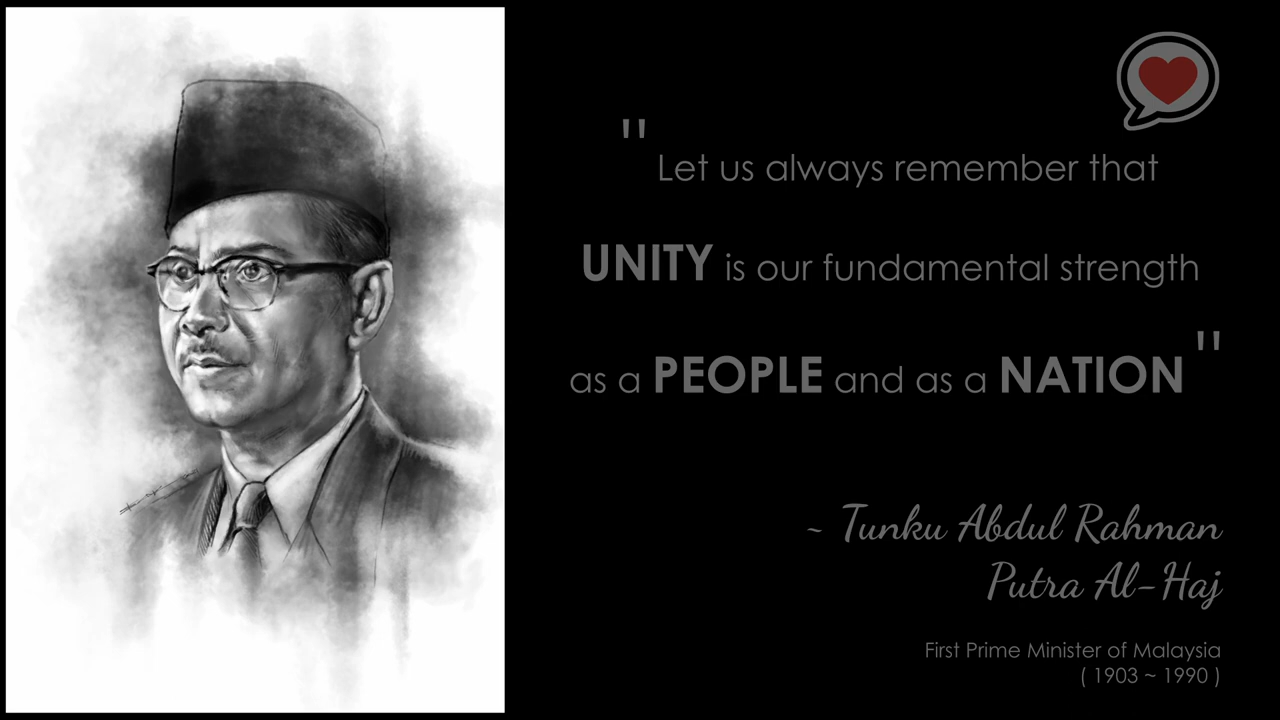 " Let us always remember that
UNITY is our fundamental strength
as a PEOPLE and as a NATION "
~ Tunku Abdul Rahman
Putra Al-Haj
First Prime Minister of Malaysia
( 1903 ~ 1990 )